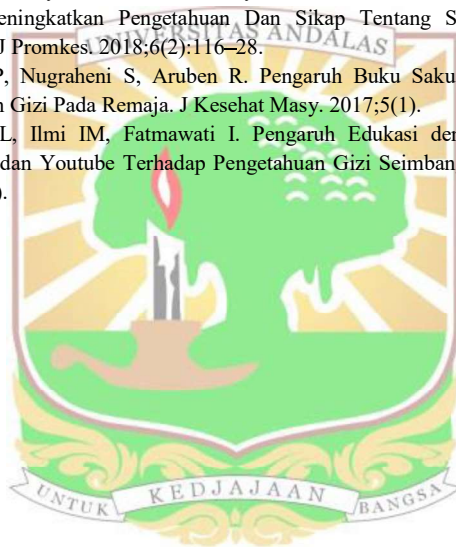 eningkatkan Pengetahuan Dan Sikap Tentang S
J Promkes. 2018;6(2):116–28.
P, Nugraheni S, Aruben R. Pengaruh Buku Saku
n Gizi Pada Remaja. J Kesehat Masy. 2017;5(1).
L, Ilmi IM, Fatmawati I. Pengaruh Edukasi der
dan Youtube Terhadap Pengetahuan Gizi Seimban
).
UNIVERSITAS ANDALAS
UNTUK KEDJAJAAN BANGSA